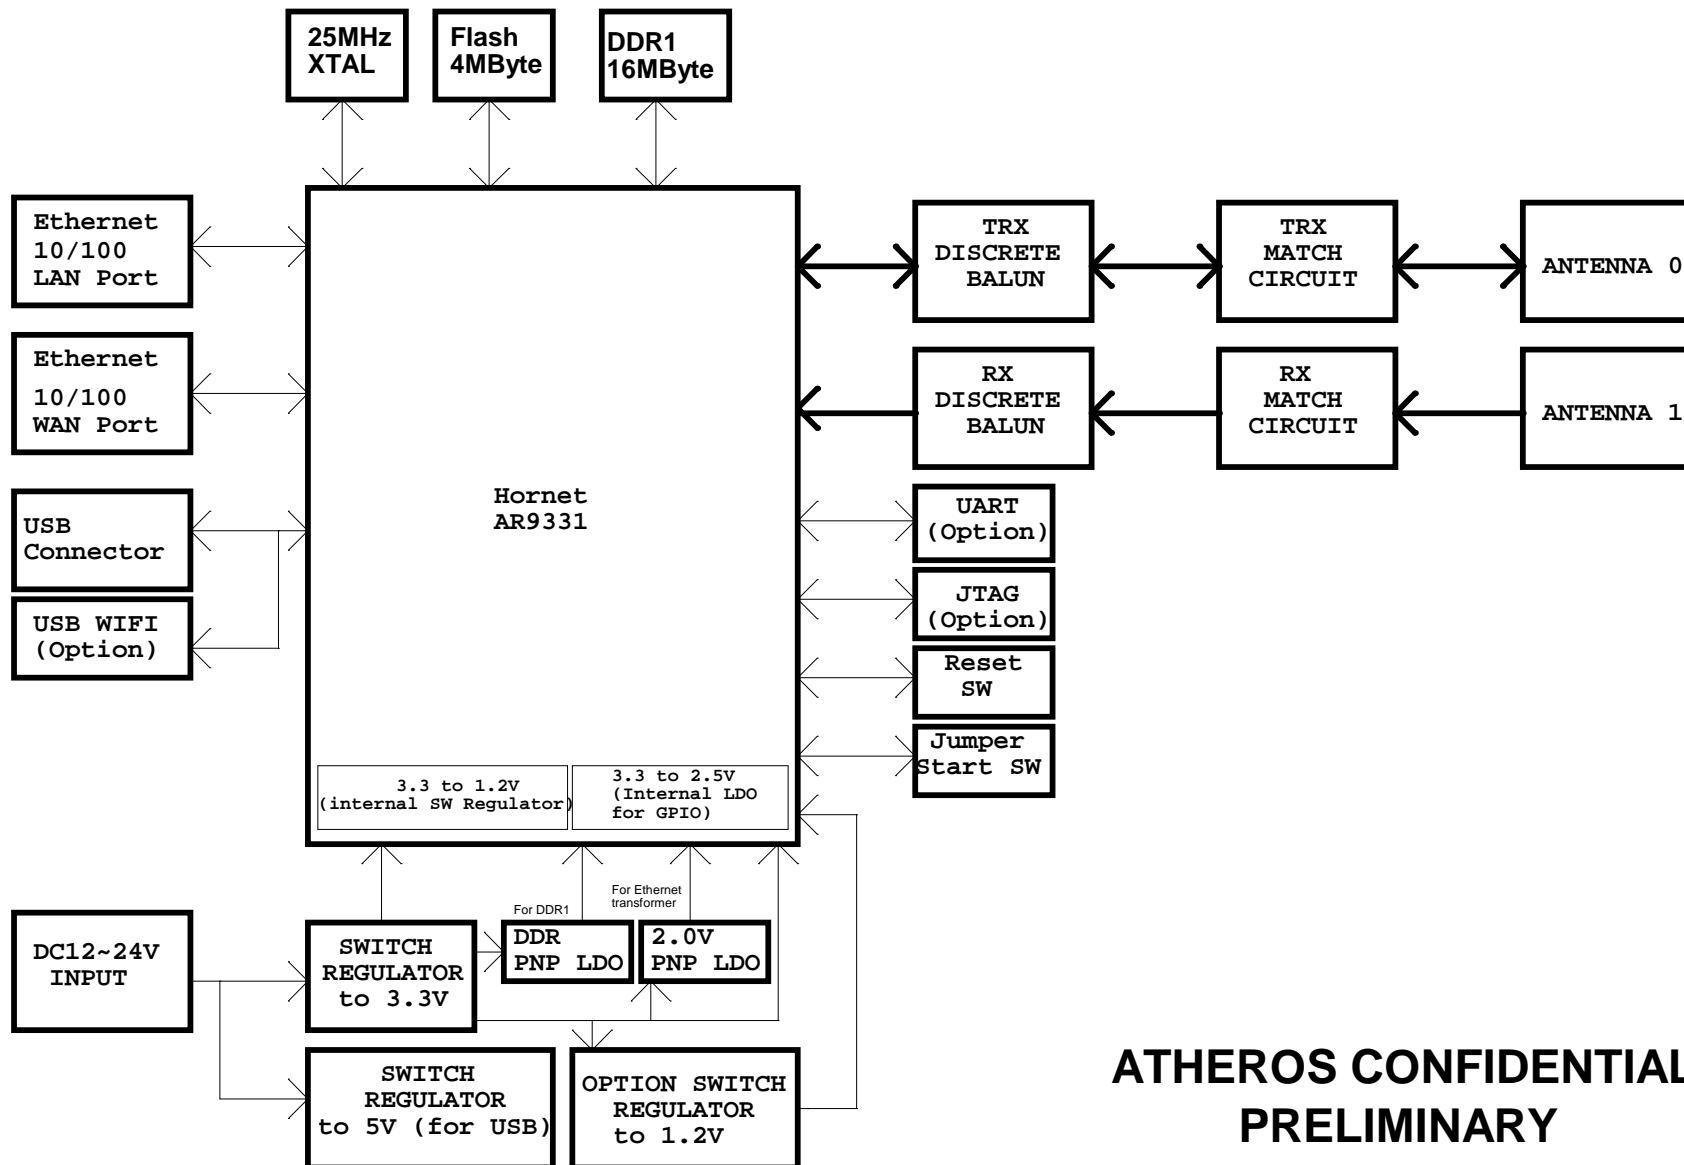 25MHz
XTAL
Flash
4MByte
DDR1
16MByte
Ethernet
10/100
LAN Port
Ethernet
10/100
WAN Port
USB
Connector
USB WIFI
(Option)
Hornet
AR9331
TRX
DISCRETE
BALUN
TRX
MATCH
CIRCUIT
ANTENNA 0
RX
DISCRETE
BALUN
RX
MATCH
CIRCUIT
ANTENNA 1
UART
(Option)
JTAG
(Option)
Reset
SW
Jumper
Start SW
3.3 to 1.2V
(internal SW Regulator)
3.3 to 2.5V
(Internal LDO
for GPIO)
For DDR1
For Ethernet
transformer
DC12~24V
INPUT
SWITCH
REGULATOR
to 3.3V
DDR
PNP LDO
2.0V
PNP LDO
SWITCH
REGULATOR
to 5V (for USB)
OPTION SWITCH
REGULATOR
to 1.2V
ATHEROS CONFIDENTIAL
PRELIMINARY